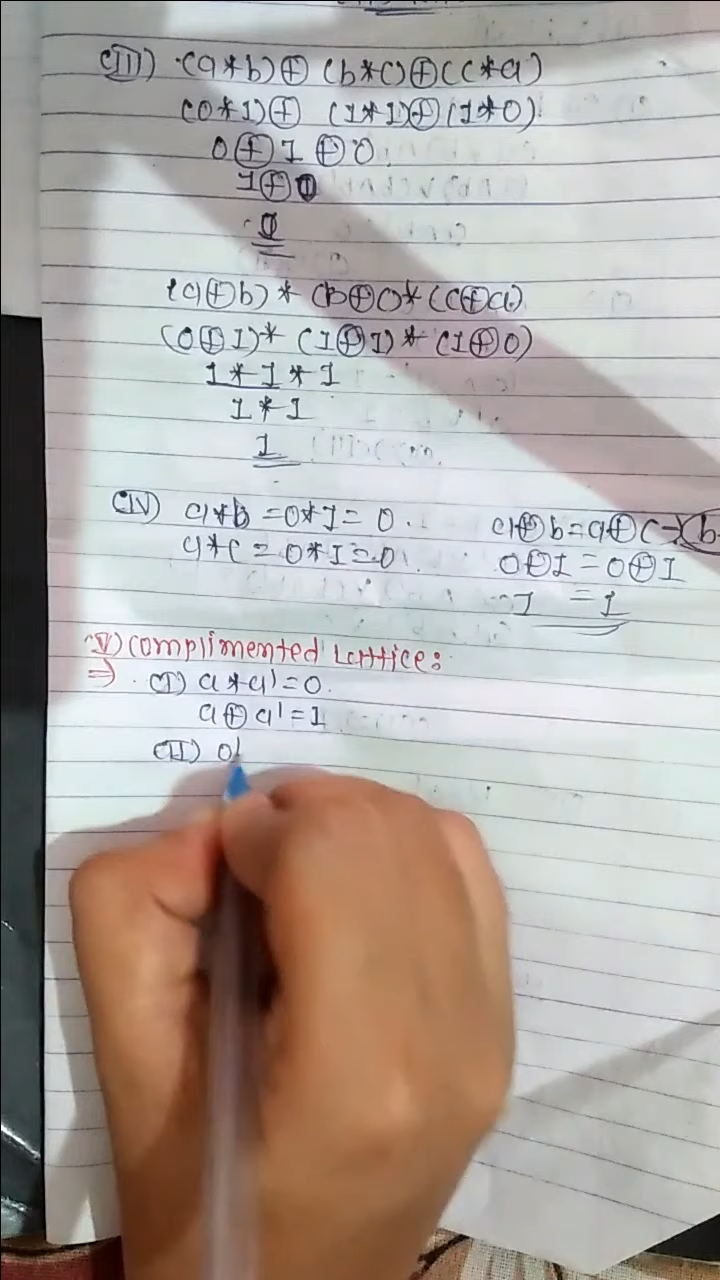 (III) (a*b)⊕(b*c)⊕(c*a)
(0*1)⊕(1*1)⊕(1*0)
0⊕1⊕0
1⊕0
1
(a⊕b)*(b⊕c)*(c⊕a)
(0⊕1)*(1⊕1)*(1⊕0)
1*1*1
1*1
1
(IV) a*b=0*1=0.
a*c=0*1=0
a⊕b=a⊕c→b
0⊕1=0⊕1
1=1
V) complimented Lattice:
⇒ (I) a*a'=0.
a⊕a'=1
(II) 0'